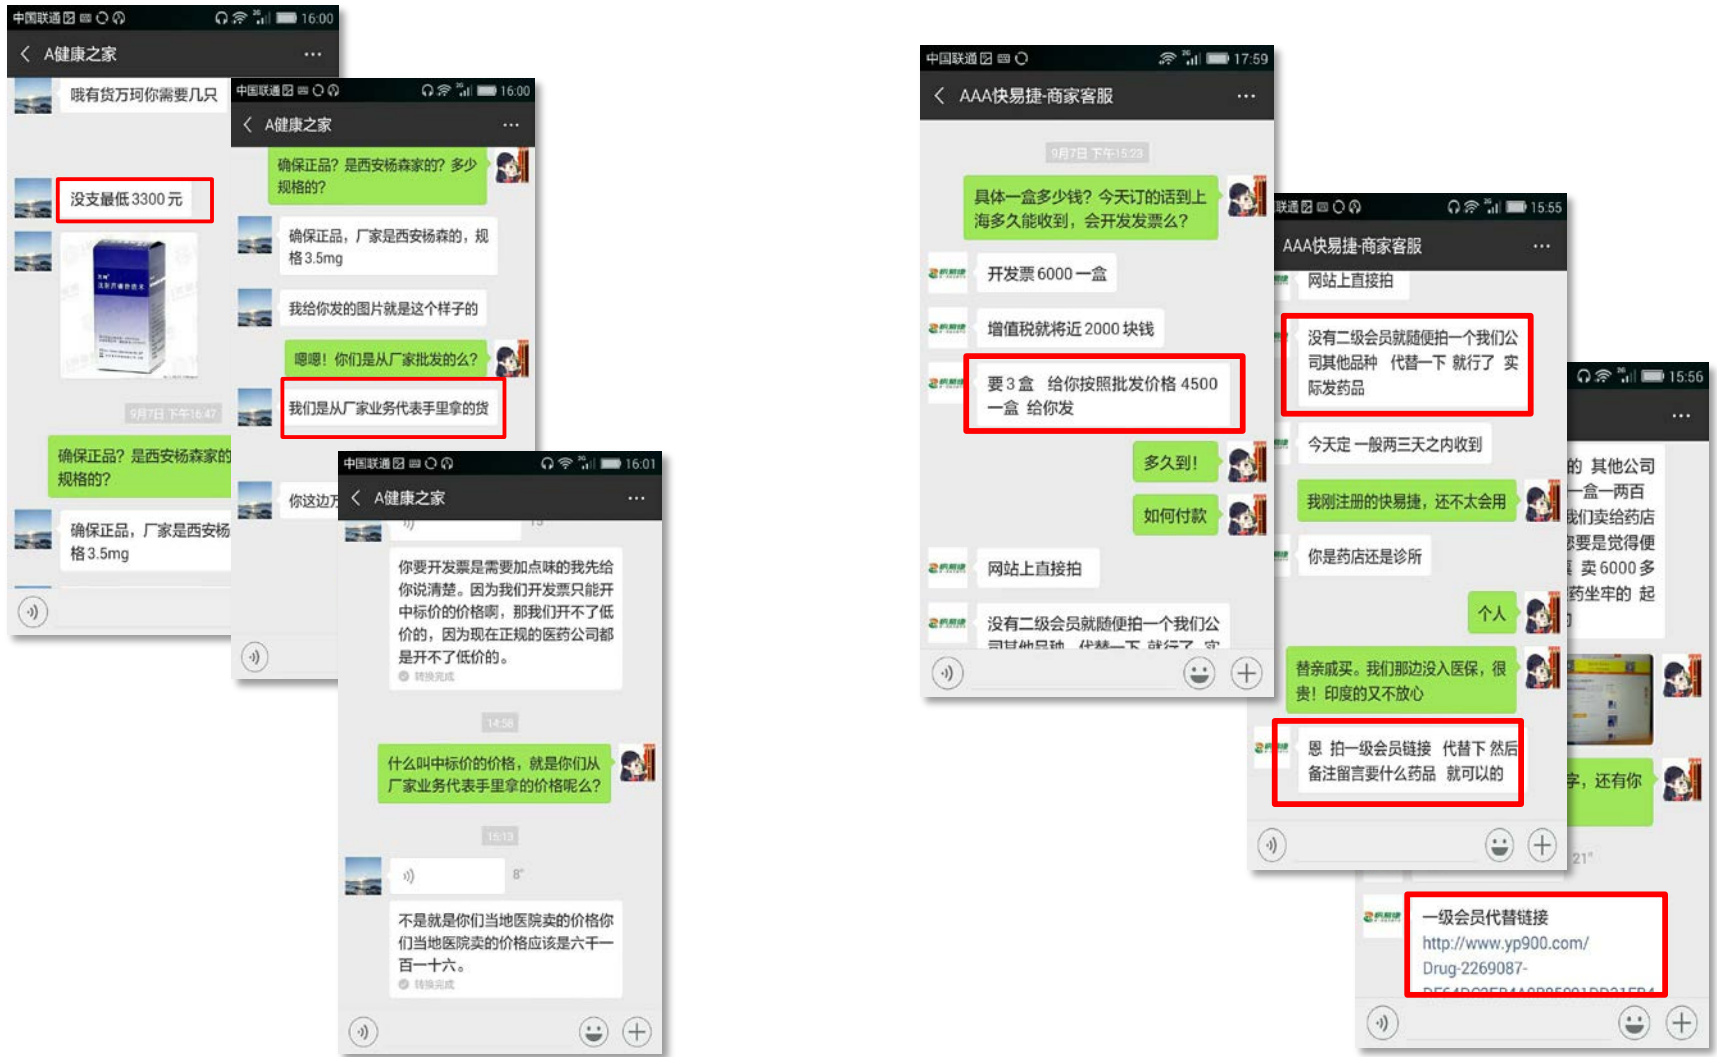 中国联通
16:00
A健康之家
哦有货万珂你需要几只
没支最低3300元
9月7日 下午16:47
确保正品？是西安杨森家的
规格的？
确保正品，厂家是西安杨
格3.5mg
中国联通
16:00
A健康之家
确保正品？是西安杨森家的？多少
规格的？
确保正品，厂家是西安杨森的，规
格3.5mg
我给你发的图片就是这个样子的
嗯嗯！你们是从厂家批发的么？
我们是从厂家业务代表手里拿的货
你这边万
中国联通
16:01
A健康之家
15"
你要开发票是需要加点味的我先给
你说清楚。因为我们开发票只能开
中标价的价格啊，那我们开不了低
价的，因为现在正规的医药公司都
是开不了低价的。
转换完成
14:58
什么叫中标价的价格，就是你们从
厂家业务代表手里拿的价格呢么？
15:13
8"
不是就是你们当地医院卖的价格你
们当地医院卖的价格应该是六千一
百一十六。
转换完成
中国联通
17:59
AAA快易捷-商家客服
9月7日 下午15:23
具体一盒多少钱？今天订的话到上
海多久能收到，会开发发票么？
开发票6000一盒
增值税就将近2000块钱
要3盒 给你按照批发价格 4500
一盒 给你发
多久到！
如何付款
网站上直接拍
没有二级会员就随便拍一个我们公
司其他品种 代替一下 就行了 实
联通
15:55
AAA快易捷-商家客服
网站上直接拍
没有二级会员就随便拍一个我们公
司其他品种 代替一下 就行了 实
际发药品
今天定 一般两三天之内收到
我刚注册的快易捷，还不太会用
你是药店还是诊所
个人
替亲戚买。我们那边没入医保，很
贵！印度的又不放心
恩 拍一级会员链接 代替下 然后
备注留言要什么药品 就可以的
15:56
的 其他公司
一盒一两百
我们卖给药店
您要是觉得便
卖6000多
药坐牢的 起
字，还有你
21"
一级会员代替链接
http://www.yp900.com/
Drug-2269087-